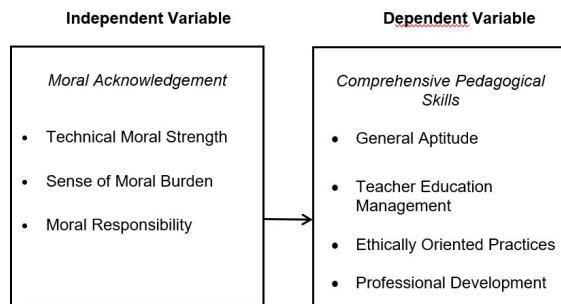 Independent Variable
Dependent Variable
Moral Acknowledgement
• Technical Moral Strength
• Sense of Moral Burden
• Moral Responsibility
Comprehensive Pedagogical
Skills
• General Aptitude
• Teacher Education
Management
• Ethically Oriented Practices
• Professional Development